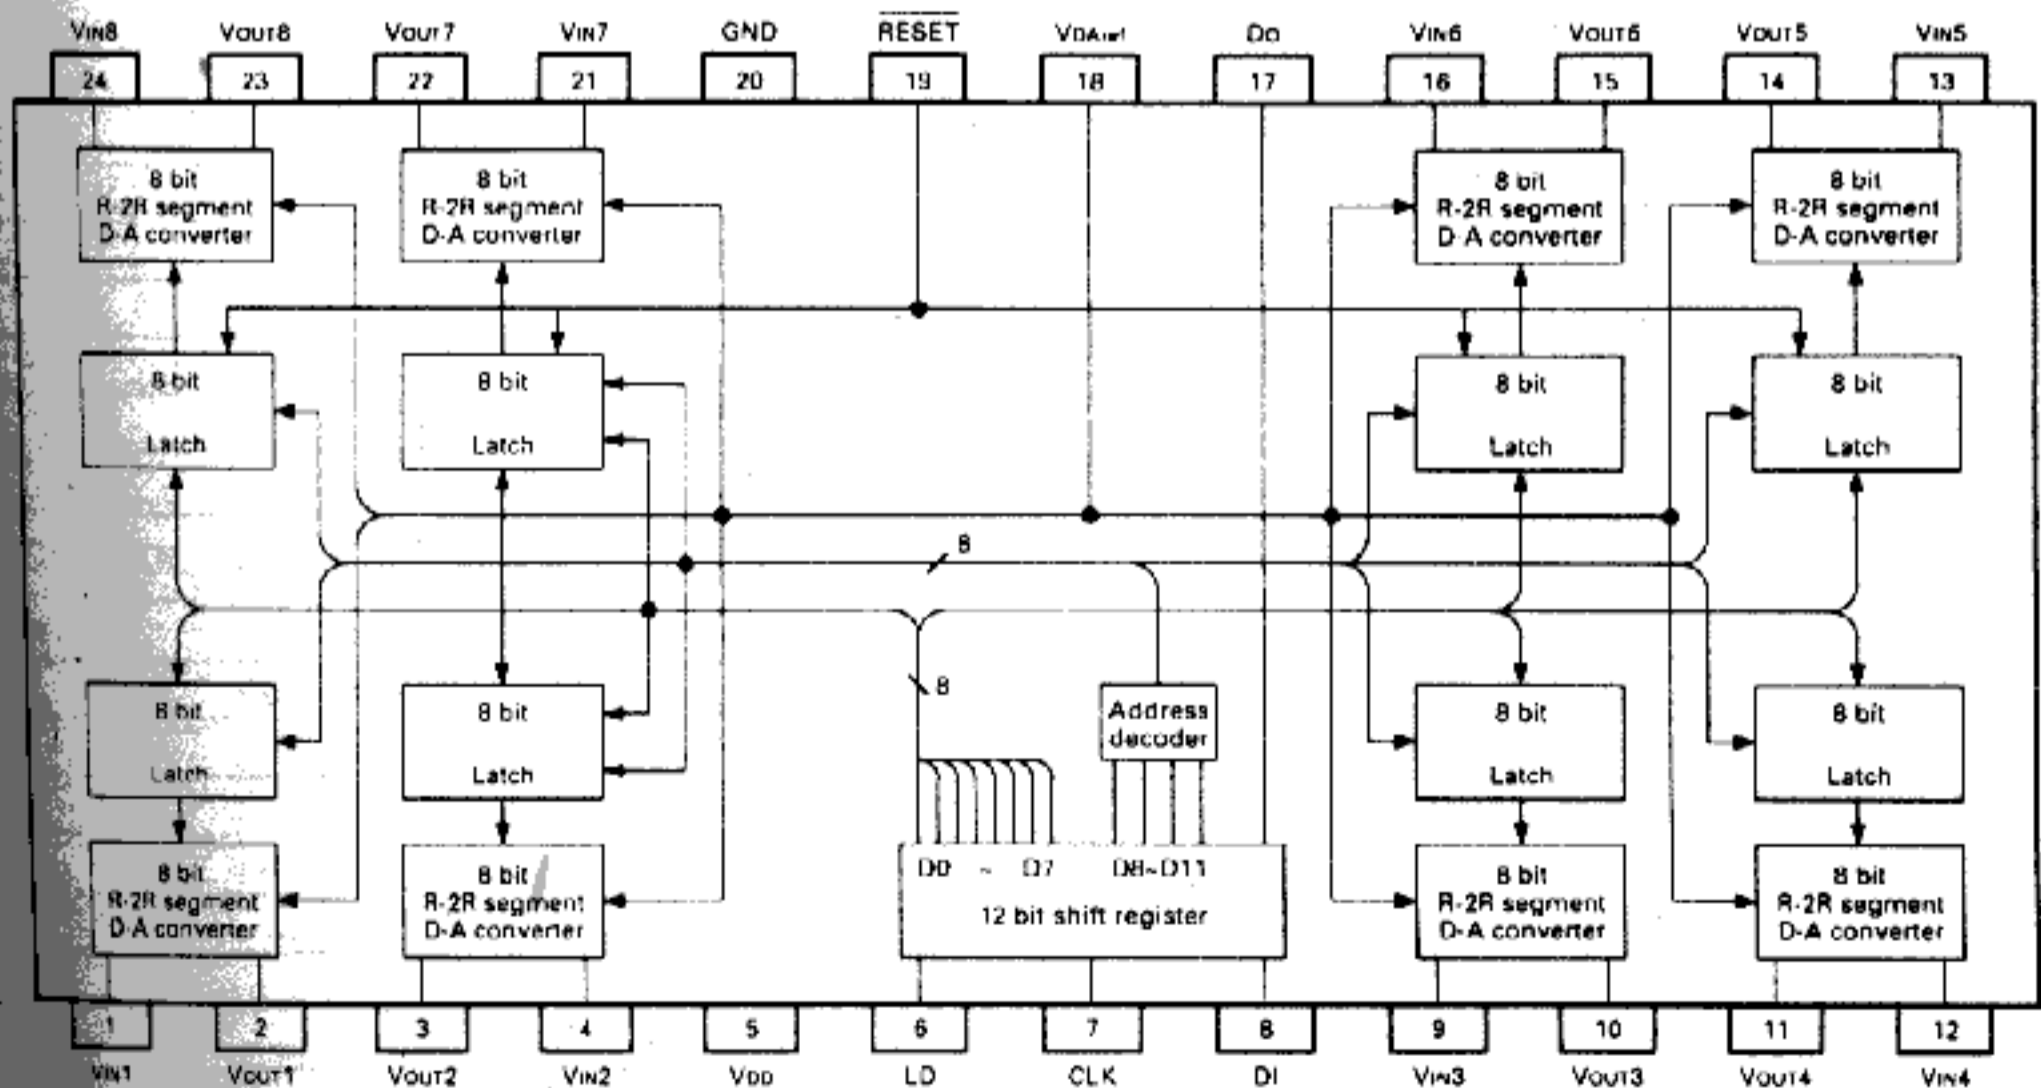 VIN8 VOUT8 VOUT7 VIN7 GND RESET VDAref DO VIN6 VOUT6 VOUT5 VIN5
24 23 22 21 20 19 18 17 16 15 14 13
8 bit
R-2R segment
D-A converter
8 bit
R-2R segment
D-A converter
8 bit
R-2R segment
D-A converter
8 bit
R-2R segment
D-A converter
8 bit
Latch
8 bit
Latch
8 bit
Latch
8 bit
Latch
8
8
8 bit
Latch
8 bit
Latch
Address
decoder
8 bit
Latch
8 bit
Latch
8 bit
R-2R segment
D-A converter
8 bit
R-2R segment
D-A converter
D0 ~ D7 D8~D11
12 bit shift register
8 bit
R-2R segment
D-A converter
8 bit
R-2R segment
D-A converter
1 2 3 4 5 6 7 8 9 10 11 12
VIN1 VOUT1 VOUT2 VIN2 VDD LD CLK DI VIN3 VOUT3 VOUT4 VIN4